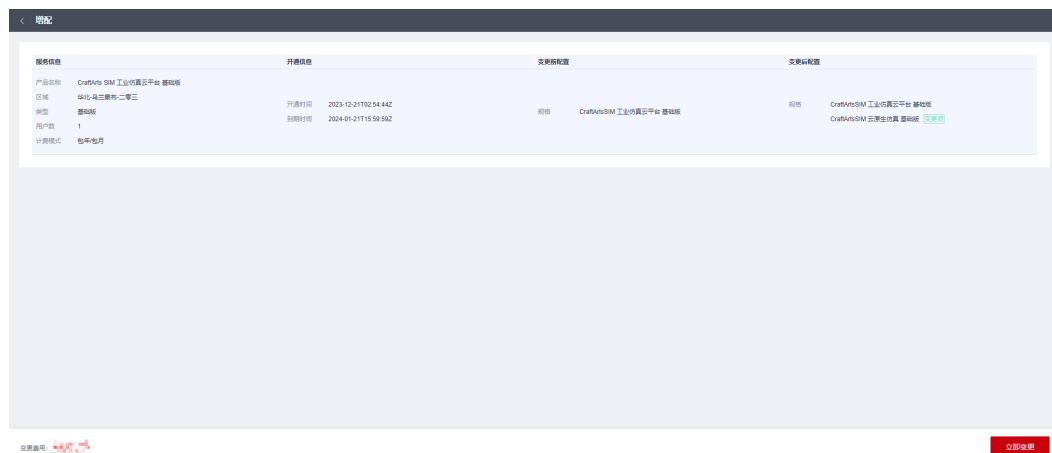 增配
服务信息 开通信息 变更前配置 变更后配置
产品名称 CraftArts SIM 工业仿真云平台 基础版
区域 华北-乌兰察布-二零三
类型 基础版
用户数 1
计费模式 包年/包月
开通时间 2023-12-21T02:54:44Z
到期时间 2024-01-21T15:59:59Z
规格 CraftArtsSIM 工业仿真云平台 基础版
规格 CraftArtsSIM 工业仿真云平台 基础版
CraftArtsSIM 云原生仿真 基础版 变更项
变更费用:
立即变更